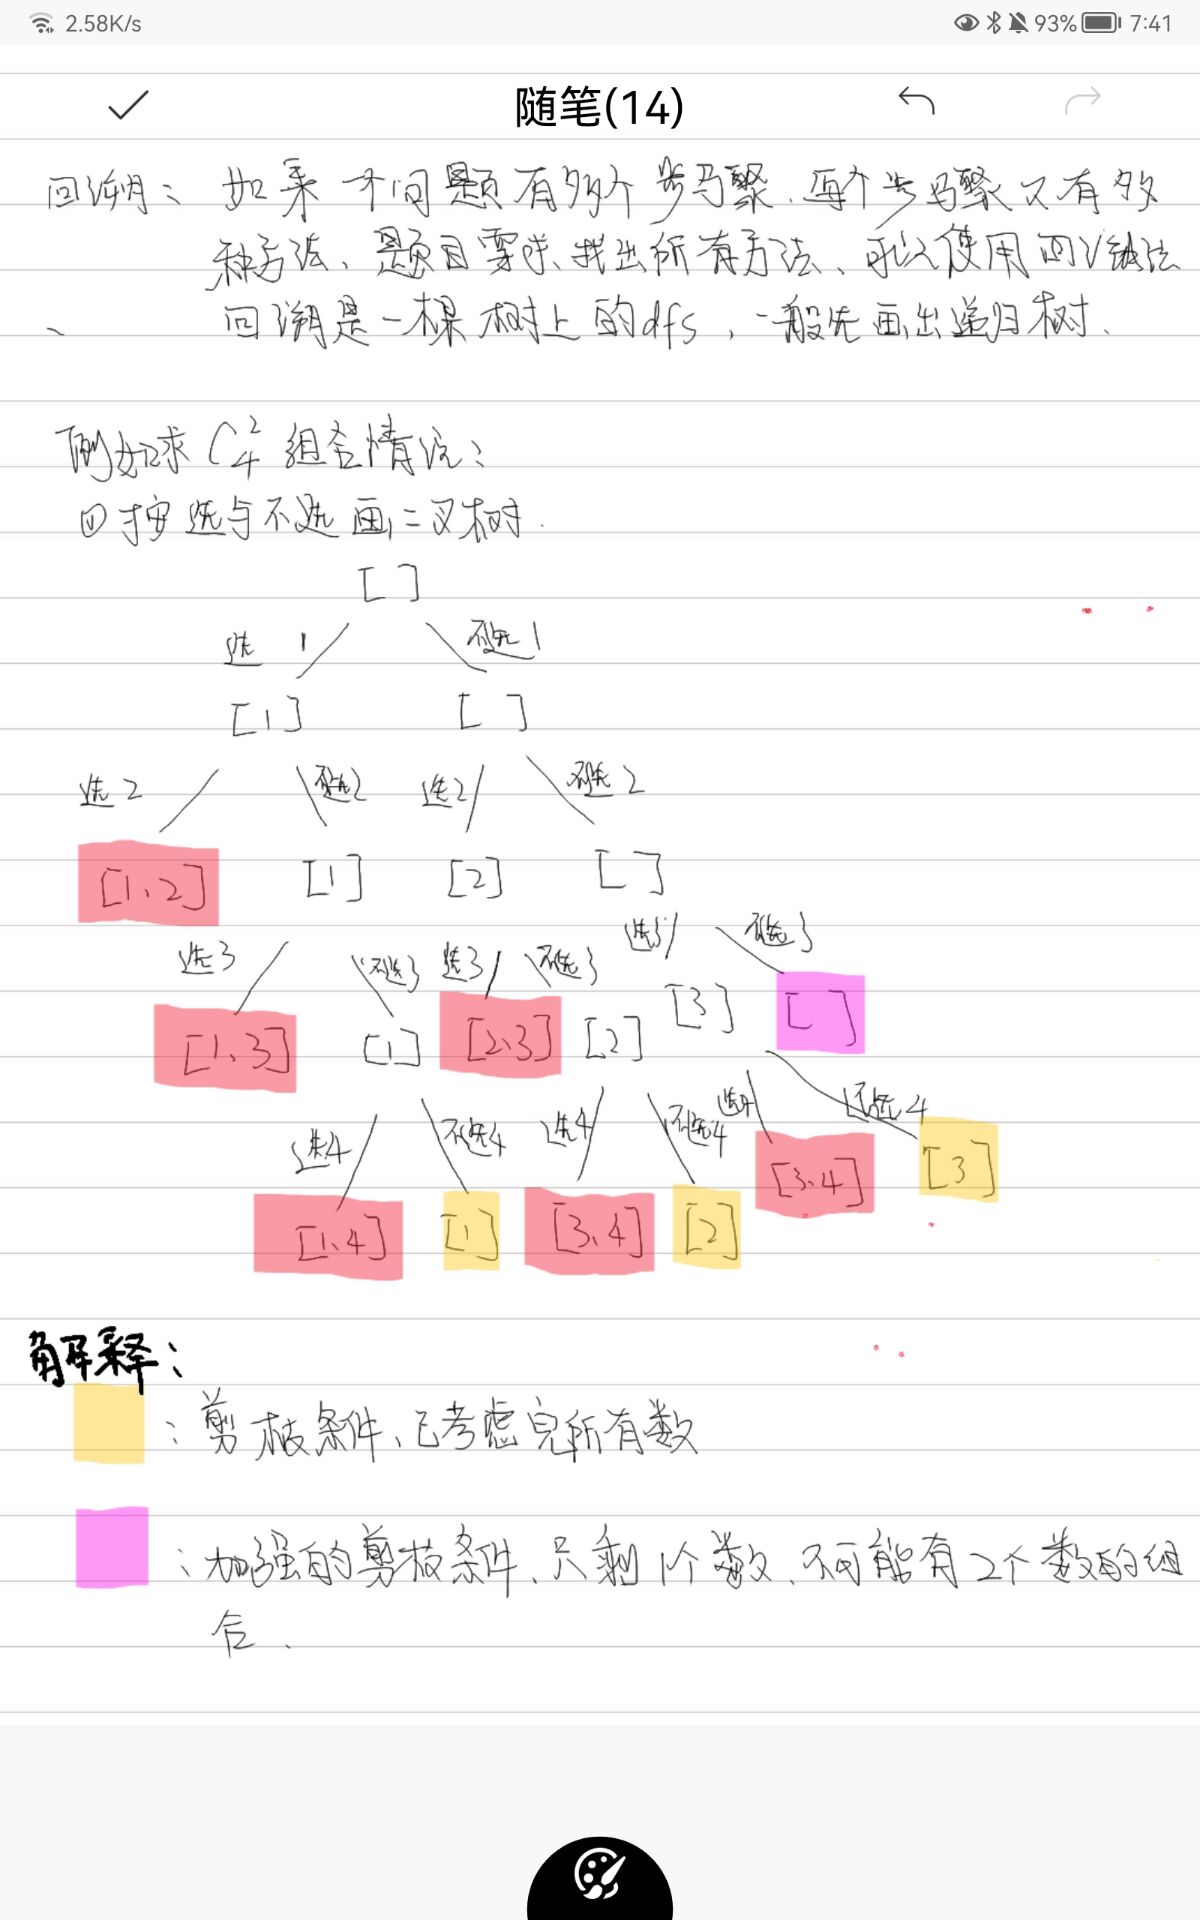 2.58K/s 93% 7:41
随笔(14)
回溯: 如果一个问题有多个步骤、每个步骤又有多
种方法、题目要求找出所有方法、可以使用回溯法
回溯是一棵树上的dfs，一般先画出递归树.
例如求 C₄² 组合情况:
① 按选与不选画二叉树.
[ ]
选 1 不选1
[1] [ ]
选2 不选2 选2 不选2
[1、2] [1] [2] [ ]
选3 不选3 选3 不选3 选3 不选3
[1、3] [1] [2、3] [2] [3] [ ]
选4 不选4 选4 不选4 选4 不选4
[1、4] [1] [3、4] [2] [3、4] [3]
解释:
: 剪枝条件、已考虑完所有数
: 加强的剪枝条件、只剩1个数、不可能有2个数的组
合.